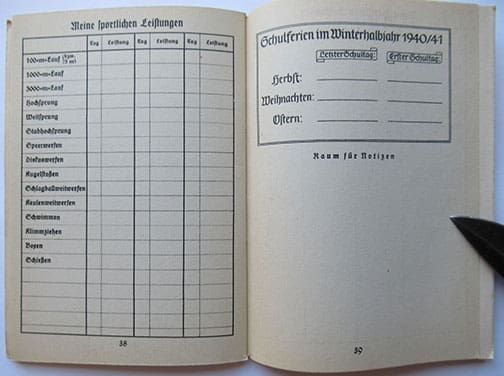 Meine sportlichen Leistungen
Tag Leistung Tag Leistung Tag Leistung
100=m=Lauf (bzw. 75 m)
1000=m=Lauf
3000=m=Lauf
Hochsprung
Weitsprung
Stabhochsprung
Speerwerfen
Diskuswerfen
Kugelstoßen
Schlagballweitwerfen
Keulenweitwerfen
Schwimmen
Klimmziehen
Boxen
Schießen
38
Schulferien im Winterhalbjahr 1940/41
Letzter Schultag: Erster Schultag:
Herbst:
Weihnachten:
Ostern:
Raum für Notizen
39